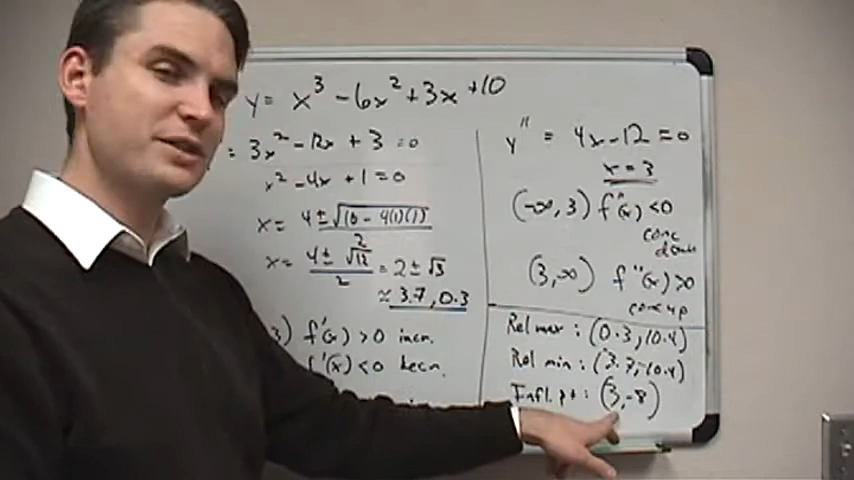 y = x³ - 6x² + 3x + 10
= 3x² - 12x + 3 = 0
x² - 4x + 1 = 0
x = 4 ± √(16 - 4(1)(1)) / 2
x = 4 ± √12 / 2 = 2 ± √3
≈ 3.7, 0.3
3) f'(x) > 0 incr.
f'(x) < 0 decr.
y'' = 4x - 12 = 0
x = 3
(-∞, 3) f''(x) < 0
conc
down
(3, ∞) f''(x) > 0
conc up
Rel max : (0.3, 10.4)
Rel min : (3.7, -10.4)
Infl. pt : (3, -8)